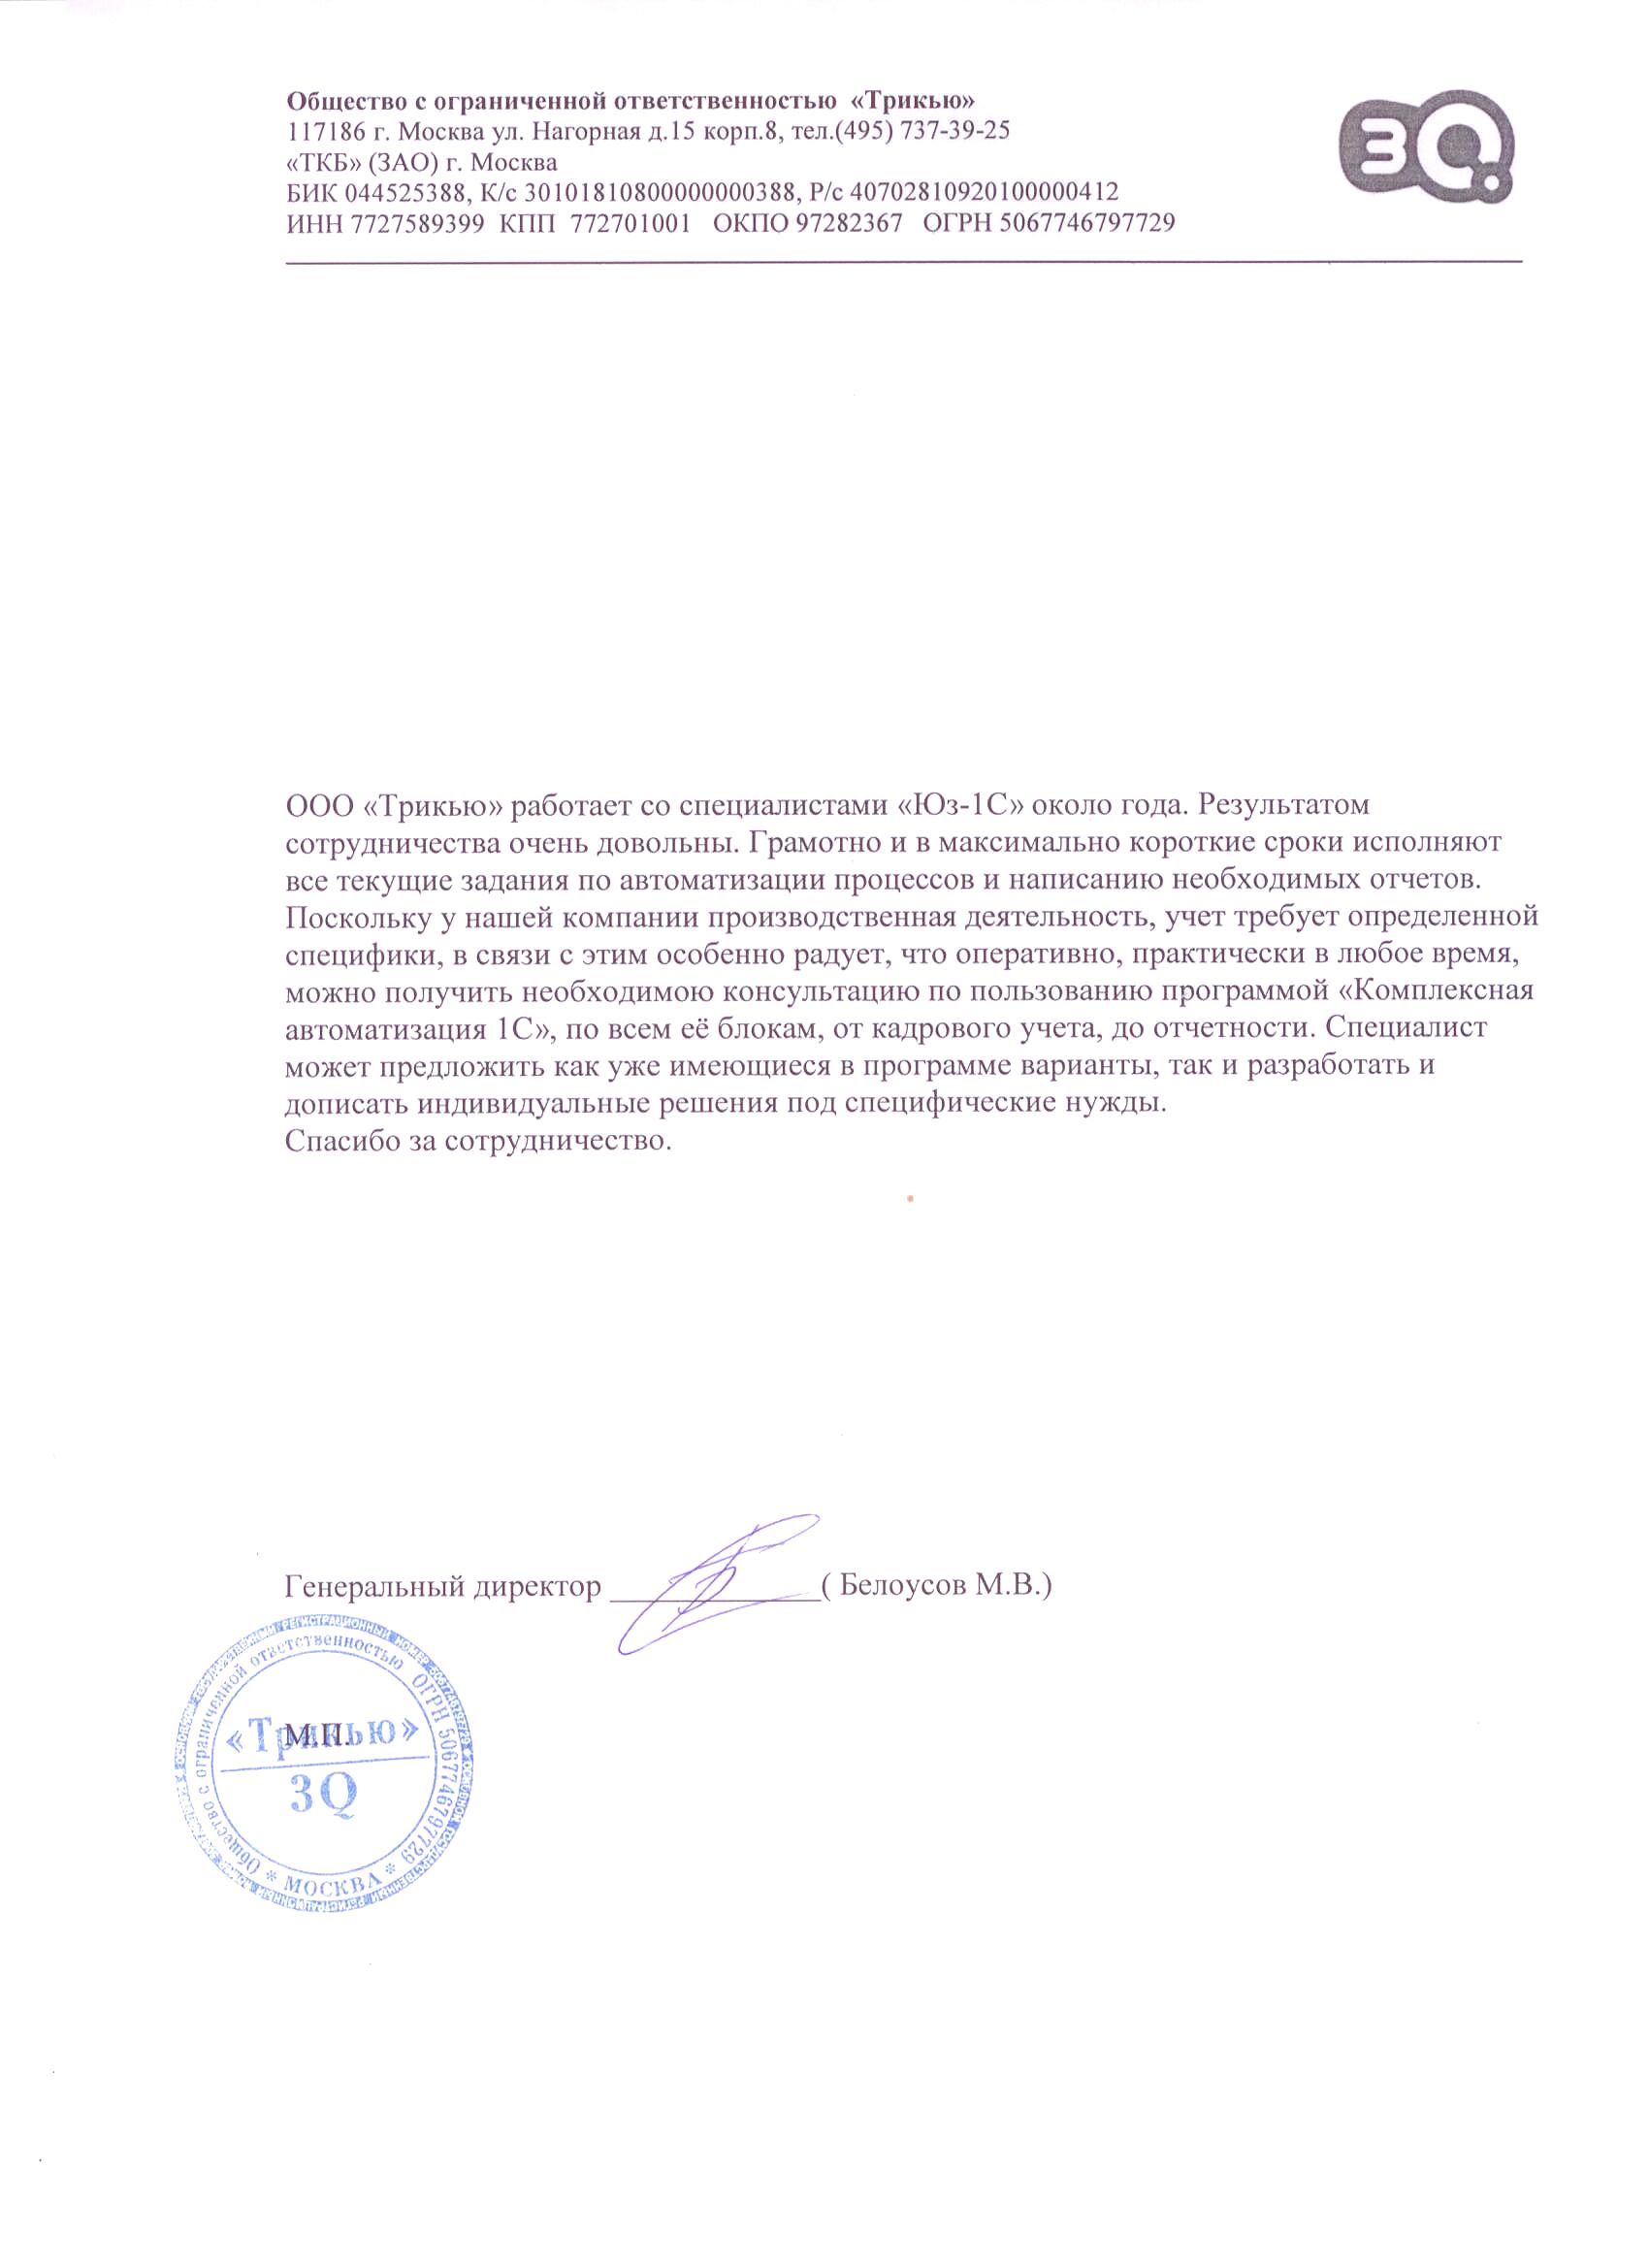 Общество с ограниченной ответственностью «Трикью»
117186 г. Москва ул. Нагорная д.15 корп.8, тел.(495) 737-39-25
«ТКБ» (ЗАО) г. Москва
БИК 044525388, К/с 30101810800000000388, Р/с 40702810920100000412
ИНН 7727589399 КПП 772701001 ОКПО 97282367 ОГРН 5067746797729
3Q
ООО «Трикью» работает со специалистами «Юз-1С» около года. Результатом
сотрудничества очень довольны. Грамотно и в максимально короткие сроки исполняют
все текущие задания по автоматизации процессов и написанию необходимых отчетов.
Поскольку у нашей компании производственная деятельность, учет требует определенной
специфики, в связи с этим особенно радует, что оперативно, практически в любое время,
можно получить необходимою консультацию по пользованию программой «Комплексная
автоматизация 1С», по всем её блокам, от кадрового учета, до отчетности. Специалист
может предложить как уже имеющиеся в программе варианты, так и разработать и
дописать индивидуальные решения под специфические нужды.
Спасибо за сотрудничество.
Генеральный директор ( Белоусов М.В.)
М.П.
«Трикью»
3Q
Общество с ограниченной ответственностью ОГРН 5067746797729
* МОСКВА *